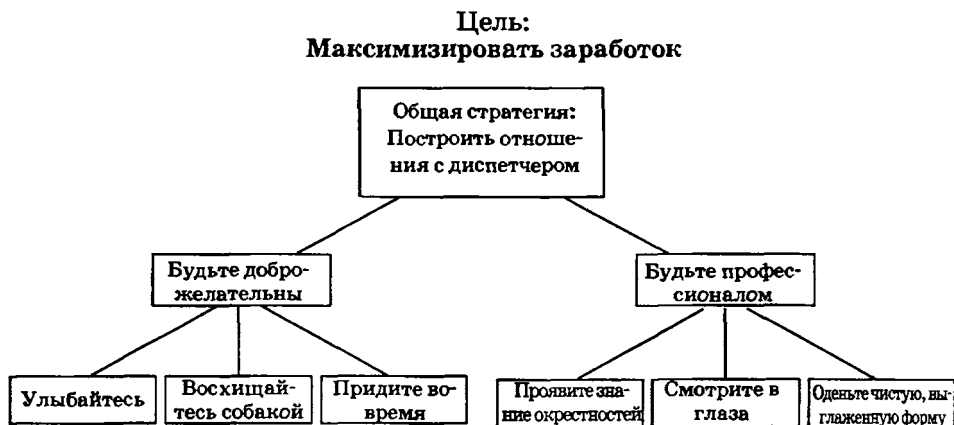 Цель:
Максимизировать заработок
Общая стратегия:
Построить отноше-
ния с диспетчером
Будьте добро-
желательны
Будьте профес-
сионалом
Улыбайтесь
Восхищай-
тесь собакой
Придите во-
время
Проявите зна-
ние окрестностей
Смотрите в
глаза
Оденьте чистую, вы-
глаженную форму